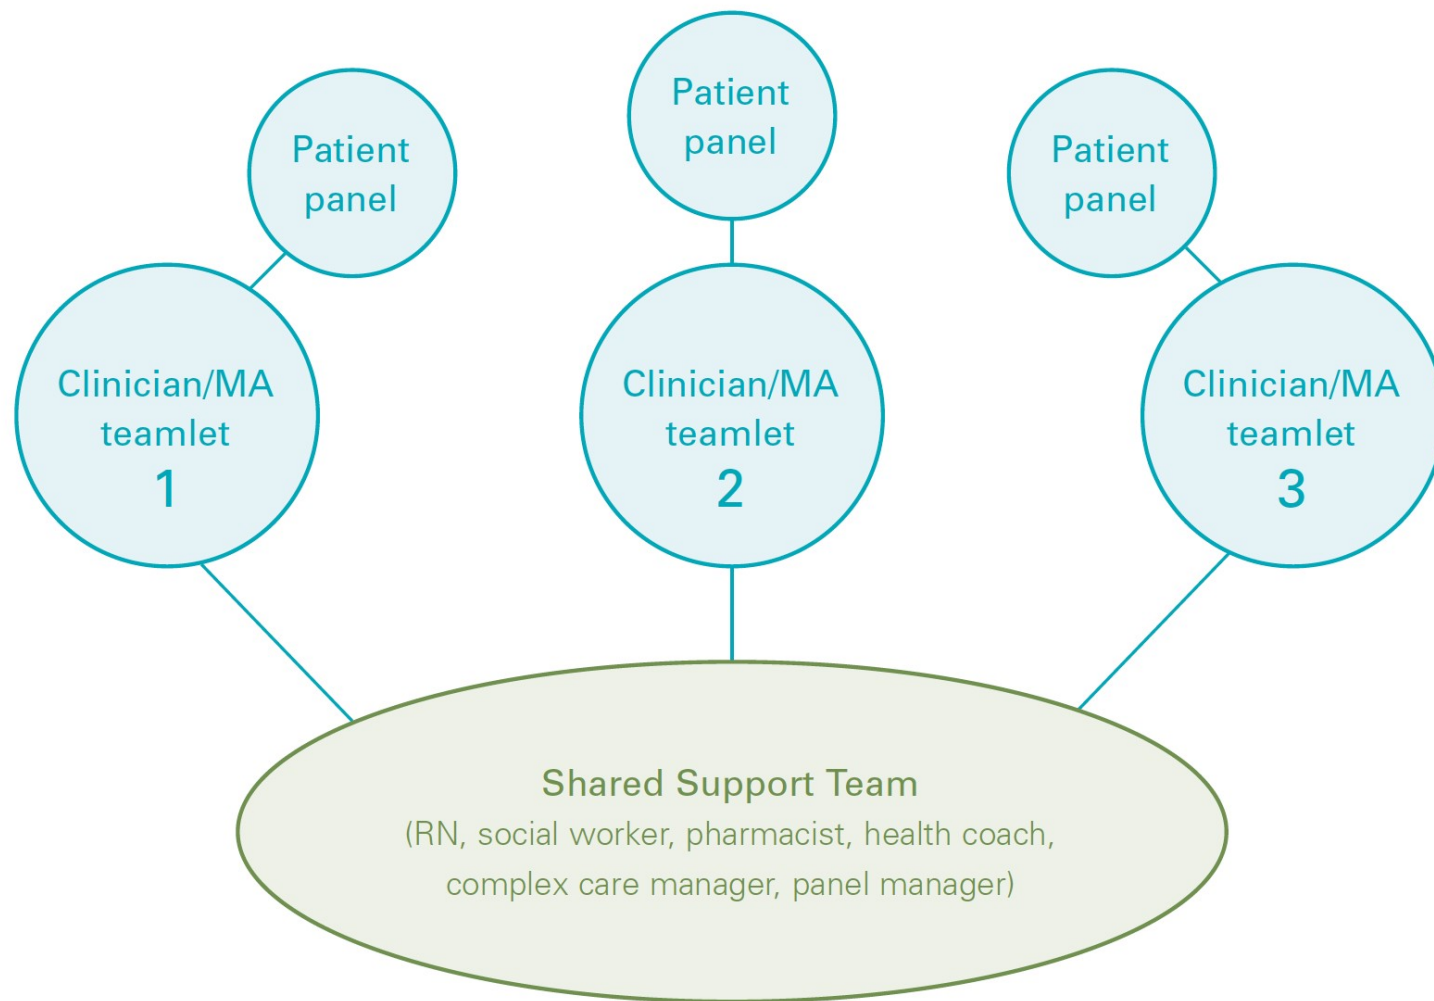 Patient
panel
Patient
panel
Patient
panel
Clinician/MA
teamlet
1
Clinician/MA
teamlet
2
Clinician/MA
teamlet
3
Shared Support Team
(RN, social worker, pharmacist, health coach,
complex care manager, panel manager)